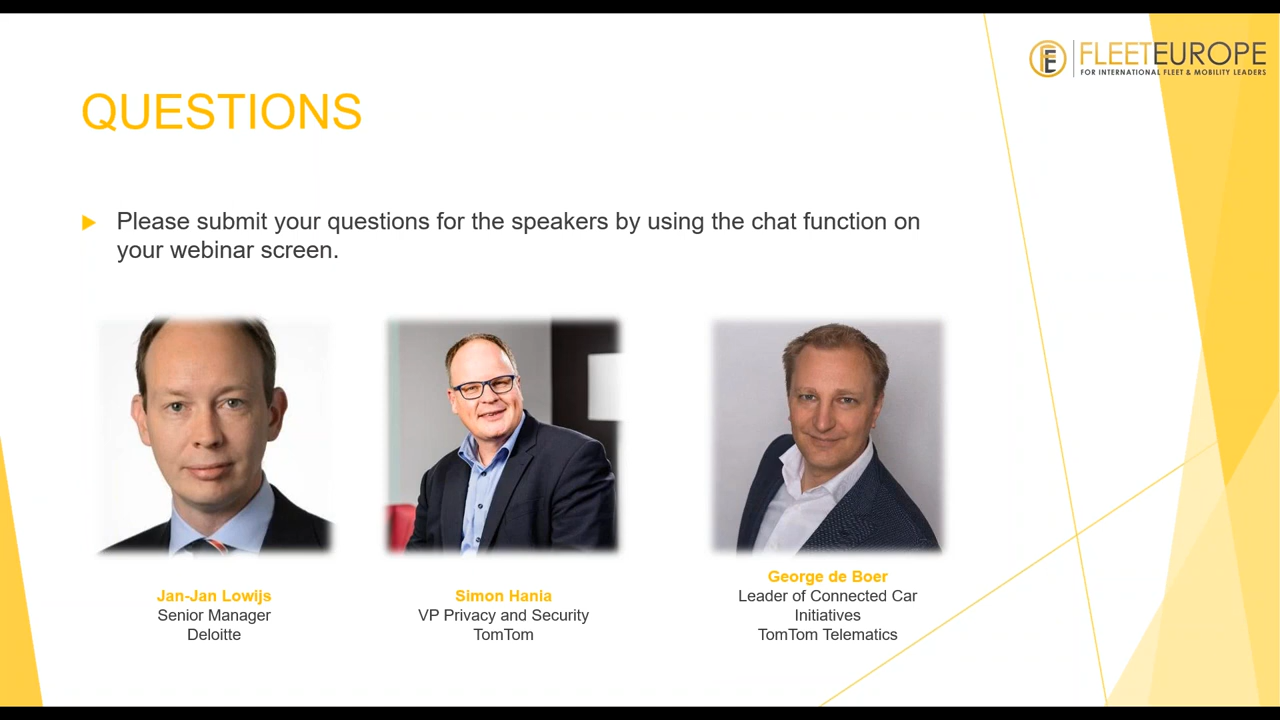 FLEETEUROPE
FOR INTERNATIONAL FLEET & MOBILITY LEADERS
QUESTIONS
Please submit your questions for the speakers by using the chat function on
your webinar screen.
Jan-Jan Lowijs
Senior Manager
Deloitte
Simon Hania
VP Privacy and Security
TomTom
George de Boer
Leader of Connected Car
Initiatives
TomTom Telematics